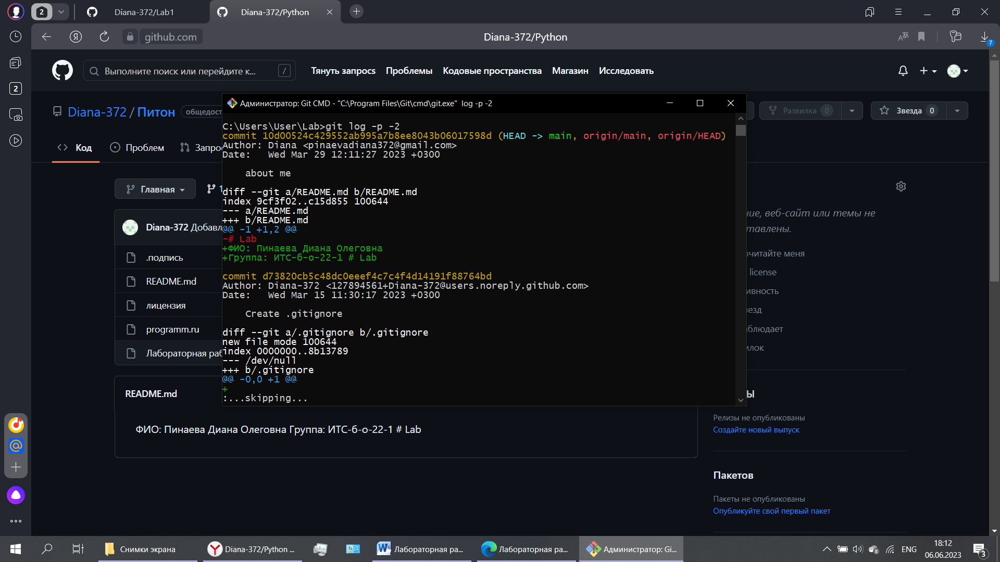 2
Diana-372/Lab1
Diana-372/Python
Я
github.com
Diana-372/Python
7
Выполните поиск или перейдите к...
/
Тянуть запросс
Проблемы
Кодовые пространства
Магазин
Исследовать
2
Diana-372 / Питон
общедост
Развилка 0
Звезда 0
Код
Проблем
Запро
Главная
1
Diana-372 Добавл
.подпись
README.md
лицензия
programm.ru
Лабораторная раб
README.md
ФИО: Пинаева Диана Олеговна Группа: ИТС-б-о-22-1 # Lab
Администратор: Git CMD - "C:\Program Files\Git\cmd\git.exe" log -p -2
C:\Users\User\Lab>git log -p -2
commit 10d00524c429552ab995a7b8ee8043b06017598d (HEAD -> main, origin/main, origin/HEAD)
Author: Diana <pinaevadiana372@gmail.com>
Date:   Wed Mar 29 12:11:27 2023 +0300
about me
diff --git a/README.md b/README.md
index 9cf3f02..c15d855 100644
--- a/README.md
+++ b/README.md
@@ -1 +1,2 @@
-# Lab
+ФИО: Пинаева Диана Олеговна
+Группа: ИТС-б-о-22-1 # Lab
commit d73820cb5c48dc0eeef4c7c4f4d14191f88764bd
Author: Diana-372 <127894561+Diana-372@users.noreply.github.com>
Date:   Wed Mar 15 11:30:17 2023 +0300
Create .gitignore
diff --git a/.gitignore b/.gitignore
new file mode 100644
index 0000000..8b13789
--- /dev/null
+++ b/.gitignore
@@ -0,0 +1 @@
+
:...skipping...
ние, веб-сайт или темы не
тавлены.
очитайте меня
license
ивность
везд
аблюдает
илок
ы
Релизы не опубликованы
Создайте новый выпуск
Пакетов
Пакеты не опубликованы
Опубликуйте свой первый пакет
Снимки экрана
Diana-372/Python ...
Лабораторная ра...
Лабораторная ра...
Администратор: Gi...
ENG
18:12
06.06.2023
3